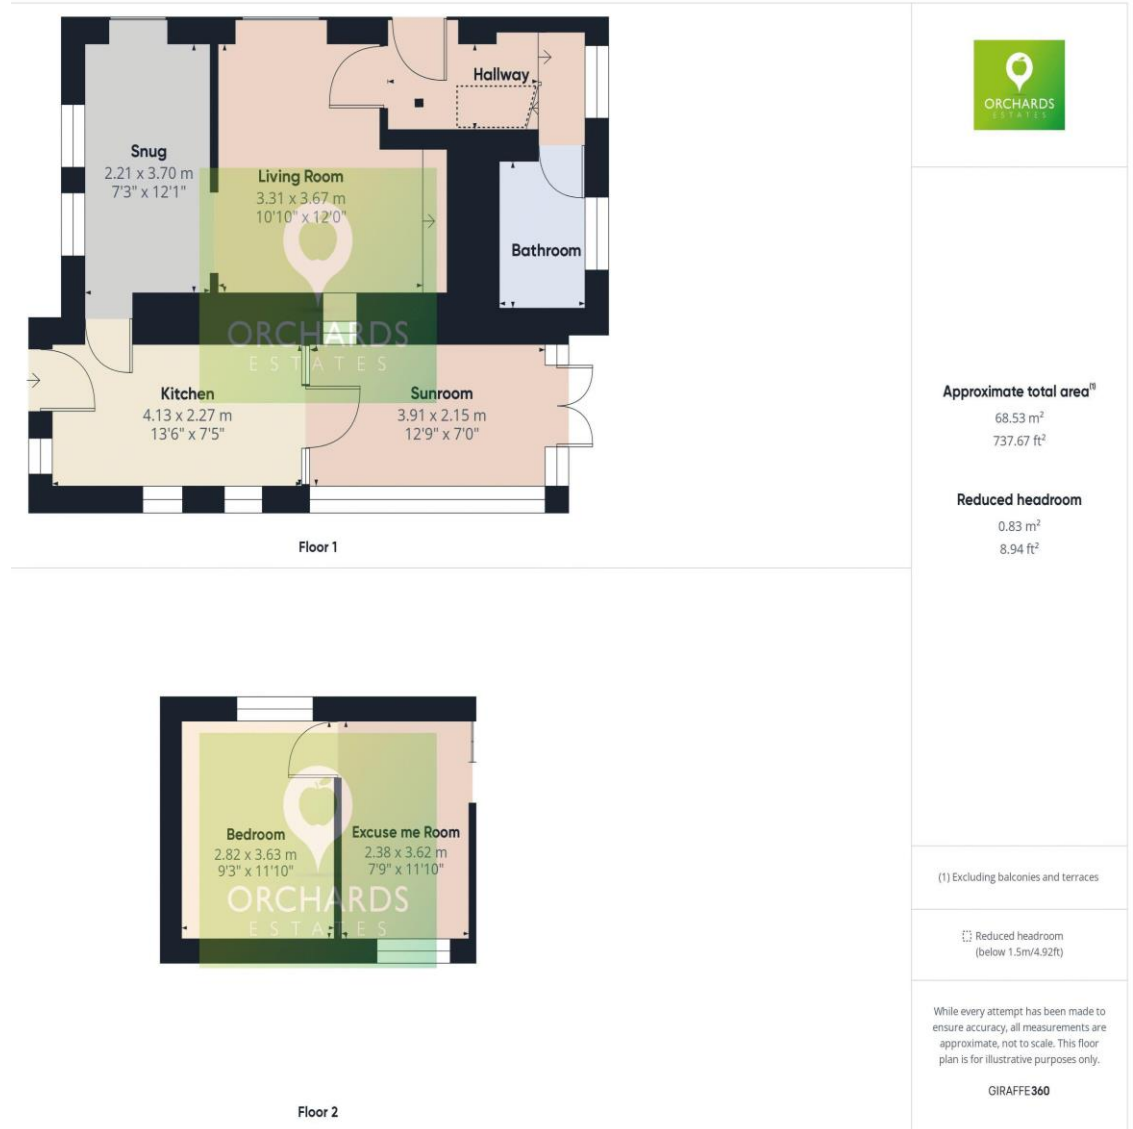 Snug
2.21 x 3.70 m
7'3" x 12'1"
Living Room
3.31 x 3.67 m
10'10" x 12'0"
Hallway
Bathroom
ORCHARDS
ESTATES
Kitchen
4.13 x 2.27 m
13'6" x 7'5"
Sunroom
3.91 x 2.15 m
12'9" x 7'0"
Floor 1
Bedroom
2.82 x 3.63 m
9'3" x 11'10"
Excuse me Room
2.38 x 3.62 m
7'9" x 11'10"
ORCHARDS
ESTATES
Floor 2
ORCHARDS
ESTATES
Approximate total area(1)
68.53 m²
737.67 ft²
Reduced headroom
0.83 m²
8.94 ft²
(1) Excluding balconies and terraces
Reduced headroom
(below 1.5m/4.92ft)
While every attempt has been made to
ensure accuracy, all measurements are
approximate, not to scale. This floor
plan is for illustrative purposes only.
GIRAFFE360